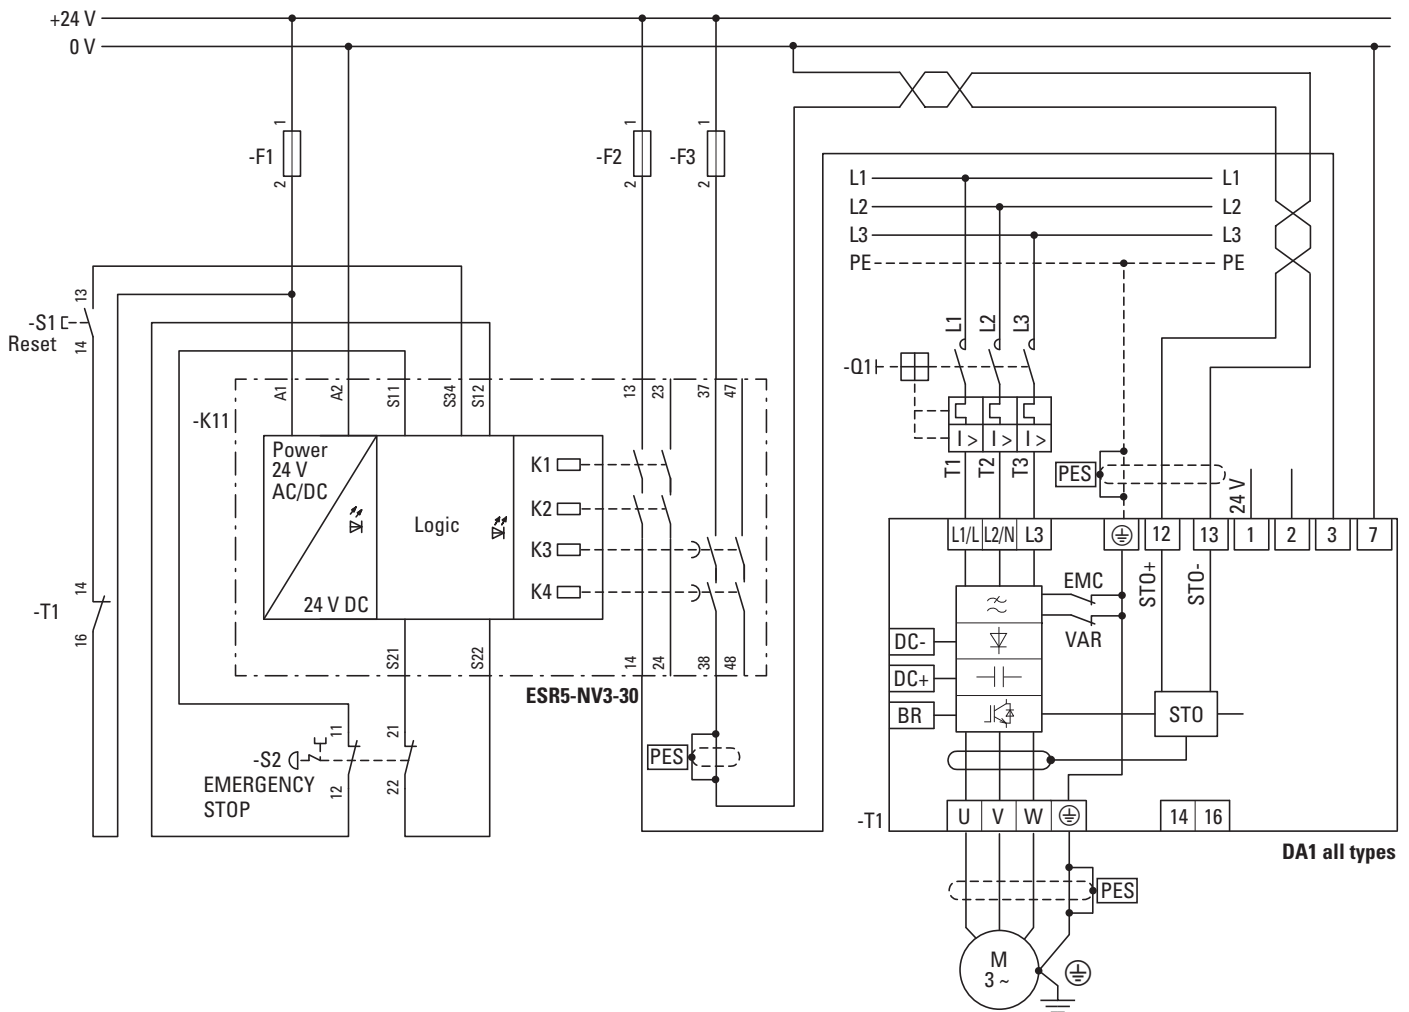 +24 V
0 V
1
-F1
2
1
-F2
2
1
-F3
2
L1 L1
L2 L2
L3 L3
PE PE
13
-S1
Reset
14
L1 L2 L3
-Q1
I > I > I >
T1 T2 T3
PES
24 V
-K11
A1 A2 S11 S34 S12 13 23 37 47
Power
24 V
AC/DC
24 V DC
Logic
K1
K2
K3
K4
S21 S22 14 24 38 48
ESR5-NV3-30
14
-T1
16
L1/L L2/N L3 12 13 1 2 3 7
EMC
VAR
STO+
STO-
DC-
DC+
BR
STO
11 21
-S2
EMERGENCY
STOP
12 22
PES
-T1
U V W 14 16
DA1 all types
PES
M
3 ~